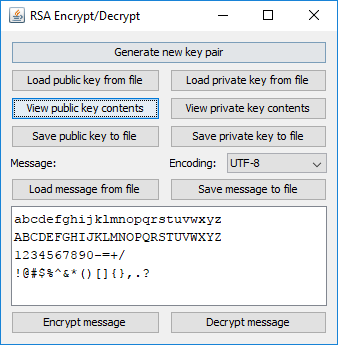 RSA Encrypt/Decrypt
Generate new key pair
Load public key from file
Load private key from file
View public key contents
View private key contents
Save public key to file
Save private key to file
Message:
Encoding:
UTF-8
Load message from file
Save message to file
abcdefghijklmnopqrstuvwxyz
ABCDEFGHIJKLMNOPQRSTUVWXYZ
1234567890-=+/
!@#$%^&*()[]{},.?
Encrypt message
Decrypt message